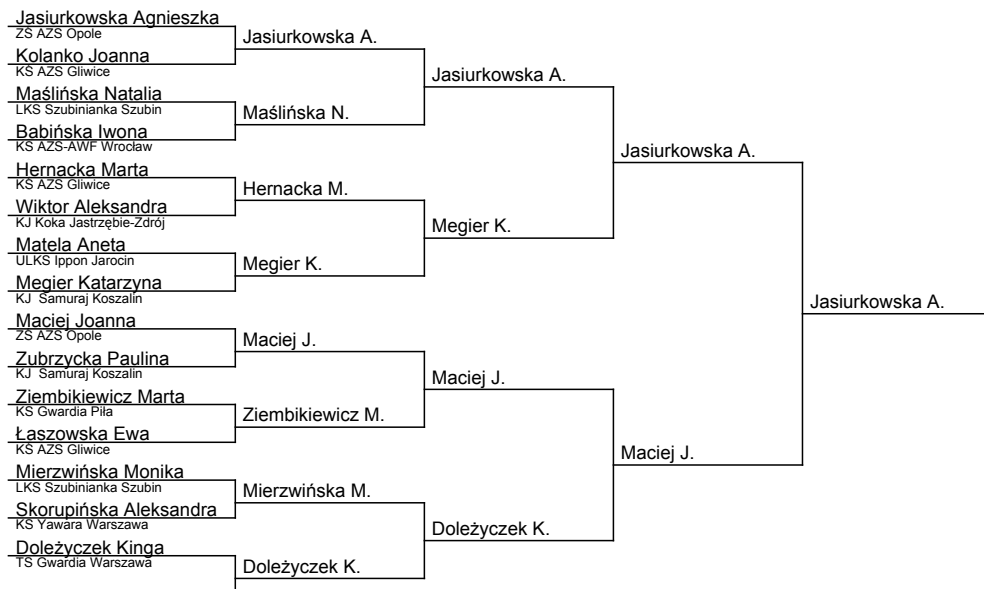 Jasiurkowska Agnieszka
ZS AZS Opole
Jasiurkowska A.
Kolanko Joanna
KS AZS Gliwice
Jasiurkowska A.
Maślińska Natalia
LKS Szubinianka Szubin
Maślińska N.
Babińska Iwona
KS AZS-AWF Wrocław
Jasiurkowska A.
Hernacka Marta
KS AZS Gliwice
Hernacka M.
Wiktor Aleksandra
KJ Koka Jastrzębie-Zdrój
Megier K.
Matela Aneta
ULKS Ippon Jarocin
Megier K.
Megier Katarzyna
KJ  Samuraj Koszalin
Jasiurkowska A.
Maciej Joanna
ZS AZS Opole
Maciej J.
Zubrzycka Paulina
KJ  Samuraj Koszalin
Maciej J.
Ziembikiewicz Marta
KS Gwardia Piła
Ziembikiewicz M.
Łaszowska Ewa
KS AZS Gliwice
Maciej J.
Mierzwińska Monika
LKS Szubinianka Szubin
Mierzwińska M.
Skorupińska Aleksandra
KS Yawara Warszawa
Doleżyczek K.
Doleżyczek Kinga
TS Gwardia Warszawa
Doleżyczek K.